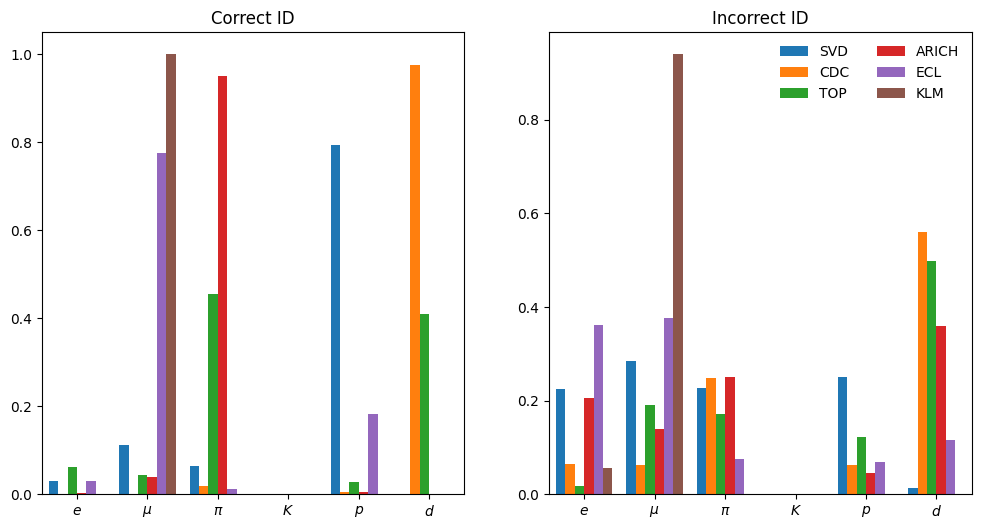 Correct ID
1.0
0.8
0.6
0.4
0.2
0.0
e μ π K p d
Incorrect ID
SVD ARICH
CDC ECL
TOP KLM
0.8
0.6
0.4
0.2
0.0
e μ π K p d